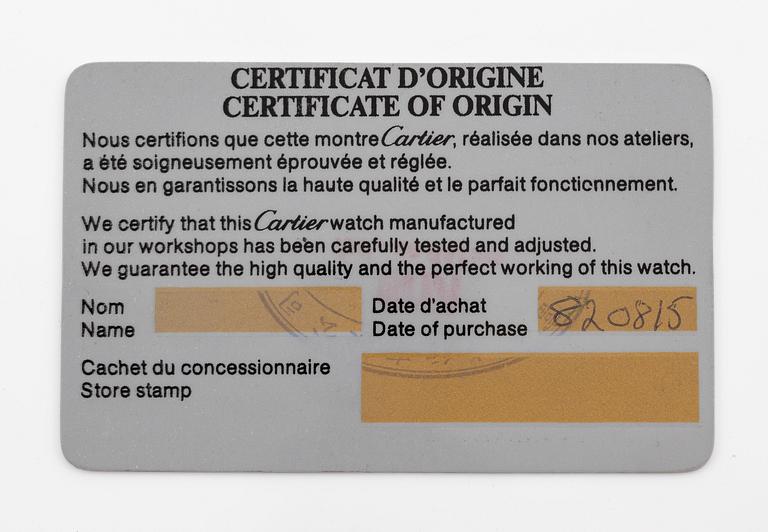 CERTIFICAT D'ORIGINE
CERTIFICATE OF ORIGIN
Nous certifions que cette montre Cartier, réalisée dans nos ateliers,
a été soigneusement éprouvée et réglée.
Nous en garantissons la haute qualité et le parfait fonctionnement.
We certify that this Cartier watch manufactured
in our workshops has been carefully tested and adjusted.
We guarantee the high quality and the perfect working of this watch.
Nom
Name
Date d'achat 820815
Date of purchase
Cachet du concessionnaire
Store stamp